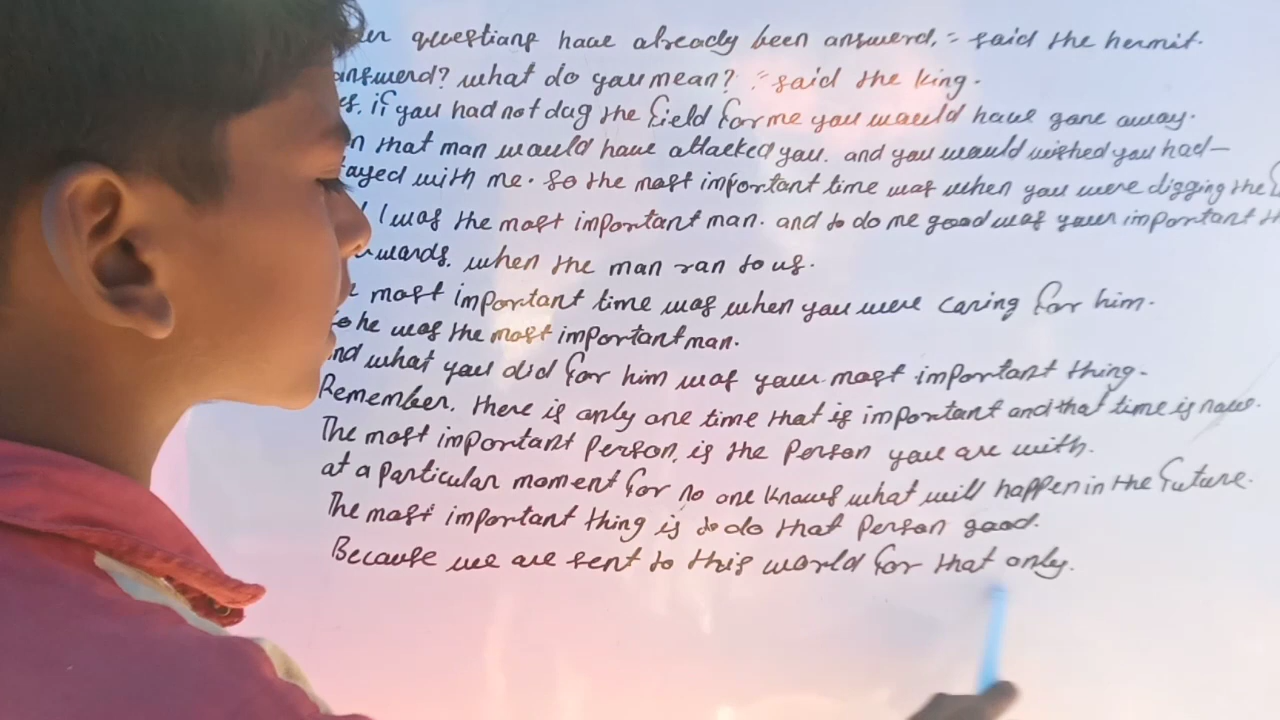 questions have already been answerd. = said the hermit.
answerd? what do you mean? = said the king.
if you had not dug the field for me you would have gone away.
that man would have attacked you. and you would wished you had—
with me. so the most important time was when you were digging the
I was the most important man. and to do me good was your important
when the man ran to us.
most important time was when you were caring for him.
so he was the most important man.
and what you did for him was your most important thing.
Remember. there is only one time that is important and that time is now.
The most important Person. is the Person you are with.
at a Particular moment for no one knows what will happen in the future.
The most important thing is to do that Person good.
Because we are sent to this world for that only.